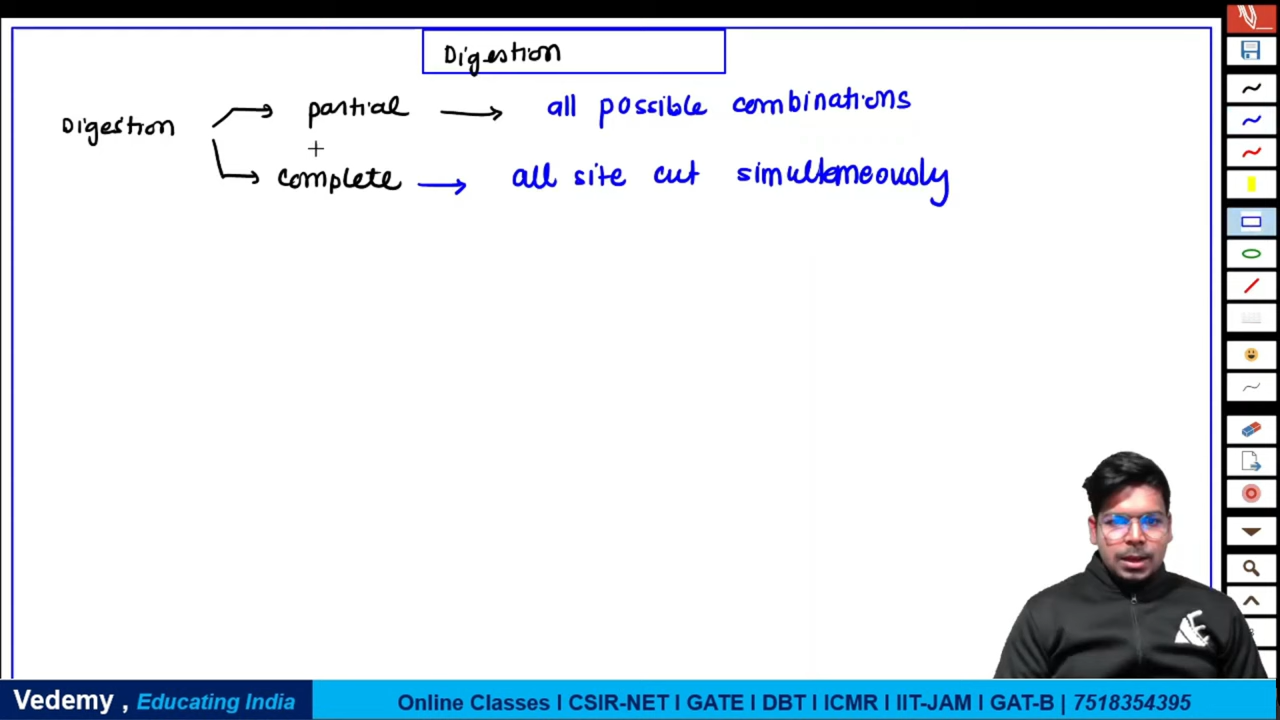 Digestion
Digestion
partial
all possible combinations
complete
all site cut simultemeously
Vedemy , Educating India
Online Classes I CSIR-NET I GATE I DBT I ICMR I IIT-JAM I GAT-B | 7518354395